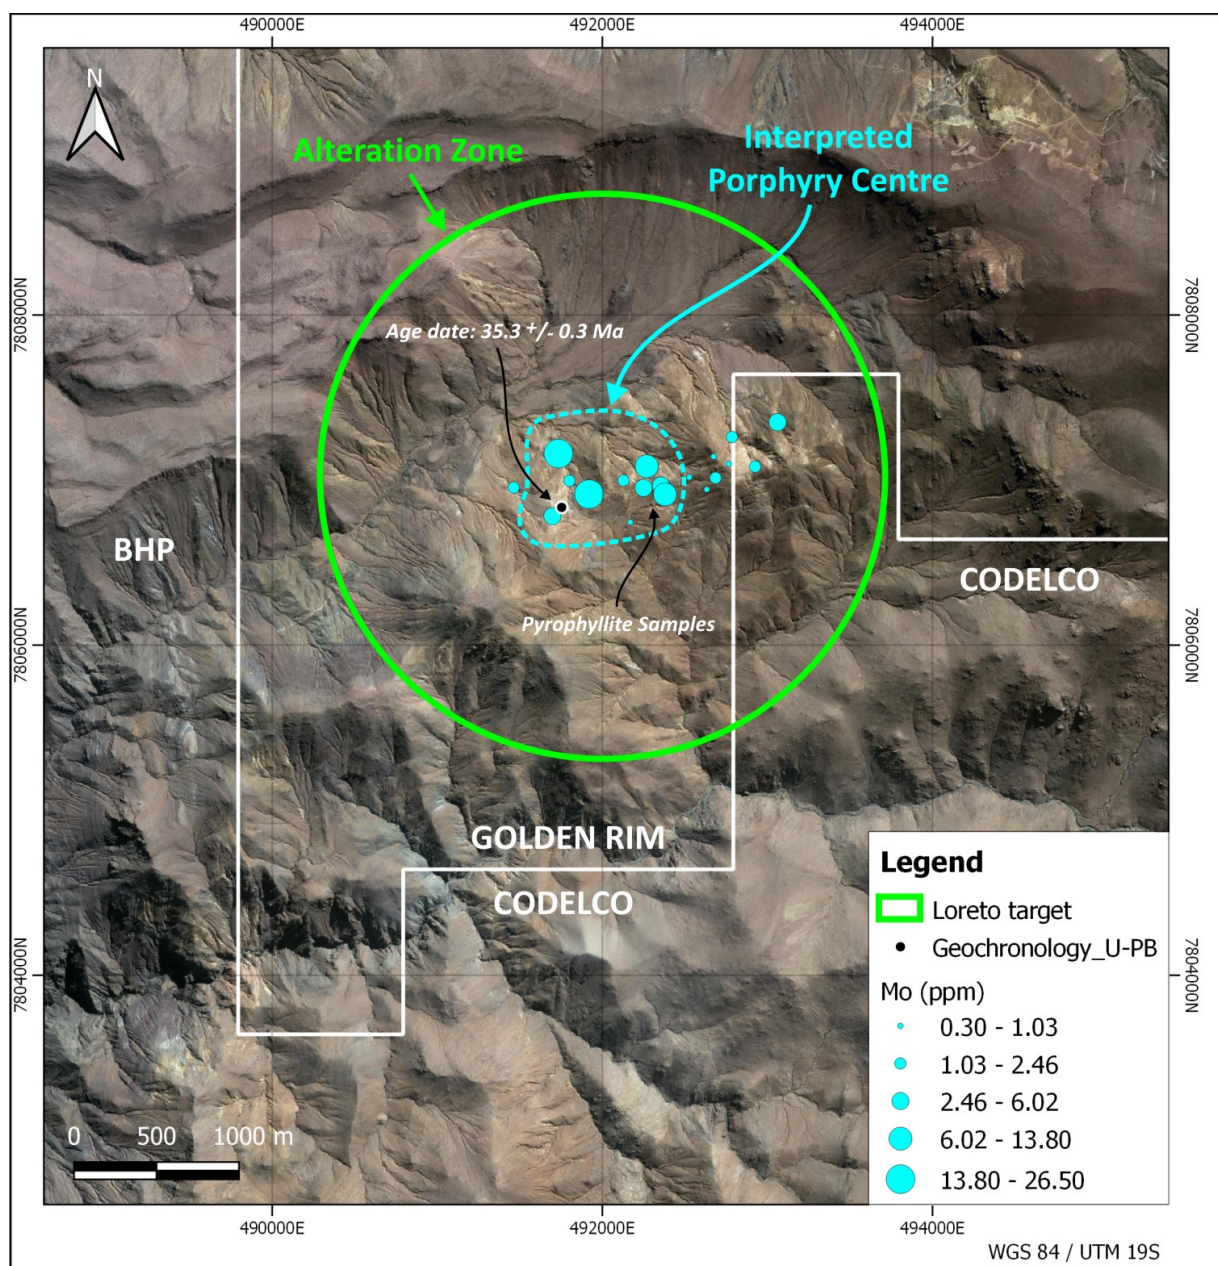 490000E
492000E
494000E
N
Alteration Zone
Interpreted
Porphyry Centre
7808000N
7808000N
Age date: 35.3 +/- 0.3 Ma
BHP
CODELCO
Pyrophyllite Samples
7806000N
7806000N
GOLDEN RIM
CODELCO
7804000N
7804000N
Legend
Loreto target
Geochronology_U-PB
Mo (ppm)
0.30 - 1.03
1.03 - 2.46
2.46 - 6.02
6.02 - 13.80
13.80 - 26.50
0 500 1000 m
490000E
492000E
494000E
WGS 84 / UTM 19S